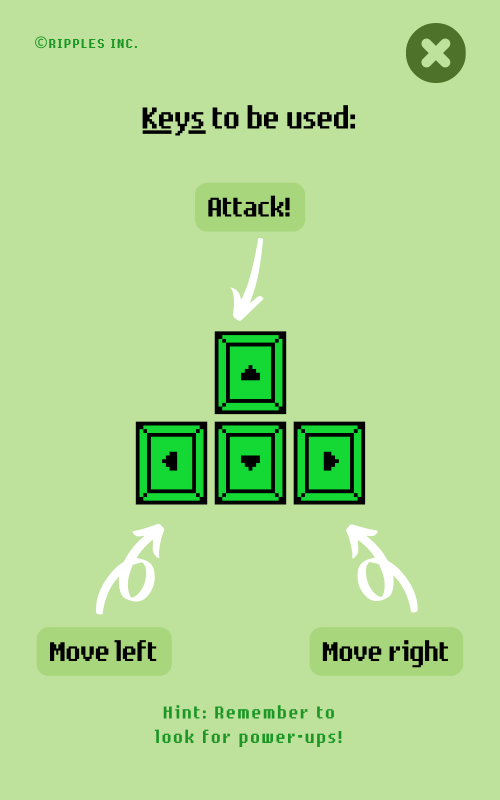 ©RIPPLES INC.
Keys to be used:
Attack!
Move left
Move right
Hint: Remember to
look for power-ups!